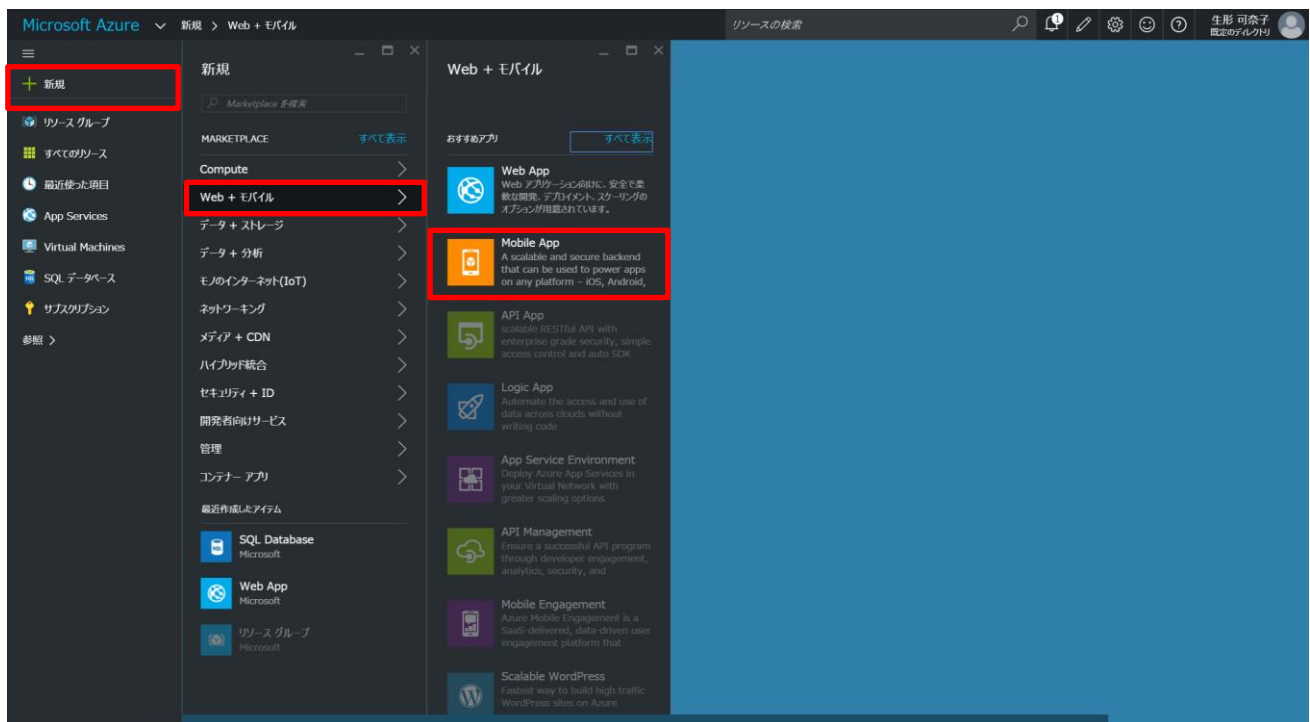 Microsoft Azure
新規 > Web + モバイル
リソースの検索
1
生形 可奈子
既定のディレクトリ
新規
リソース グループ
すべてのリソース
最近使った項目
App Services
Virtual Machines
SQL データベース
サブスクリプション
参照 >
新規
Marketplace を検索
MARKETPLACE
すべて表示
Compute
Web + モバイル
データ + ストレージ
データ + 分析
モノのインターネット(IoT)
ネットワーキング
メディア + CDN
ハイブリッド統合
セキュリティ + ID
開発者向けサービス
管理
コンテナー アプリ
最近作成したアイテム
SQL Database
Microsoft
Web App
Microsoft
リソース グループ
Microsoft
Web + モバイル
おすすめアプリ
すべて表示
Web App
Web アプリケーション向けに、安全で柔
軟な開発、デプロイメント、スケーリングの
オプションが用意されています。
Mobile App
A scalable and secure backend
that can be used to power apps
on any platform – iOS, Android,
API App
scalable RESTful API with
enterprise grade security, simple
access control and auto SDK
Logic App
Automate the access and use of
data across clouds without
writing code
App Service Environment
Deploy Azure App Services in
your Virtual Network with
greater scaling options
API Management
Ensure a successful API program
through developer engagement,
analytics, security, and
Mobile Engagement
Azure Mobile Engagement is a
SaaS-delivered, data-driven user
engagement platform that
Scalable WordPress
Fastest way to build high traffic
WordPress sites on Azure